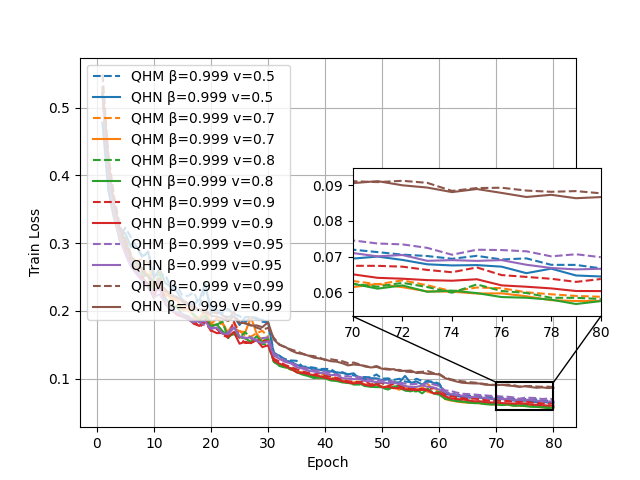 QHM β=0.999 v=0.5
QHN β=0.999 v=0.5
QHM β=0.999 v=0.7
QHM β=0.999 v=0.7
QHM β=0.999 v=0.8
QHN β=0.999 v=0.8
QHM β=0.999 v=0.9
QHN β=0.999 v=0.9
QHM β=0.999 v=0.95
QHN β=0.999 v=0.95
QHM β=0.999 v=0.99
QHN β=0.999 v=0.99
0.5
0.4
0.3
0.2
0.1
Train Loss
0 10 20 30 40 50 60 70 80
Epoch
0.09
0.08
0.07
0.06
70 72 74 76 78 80